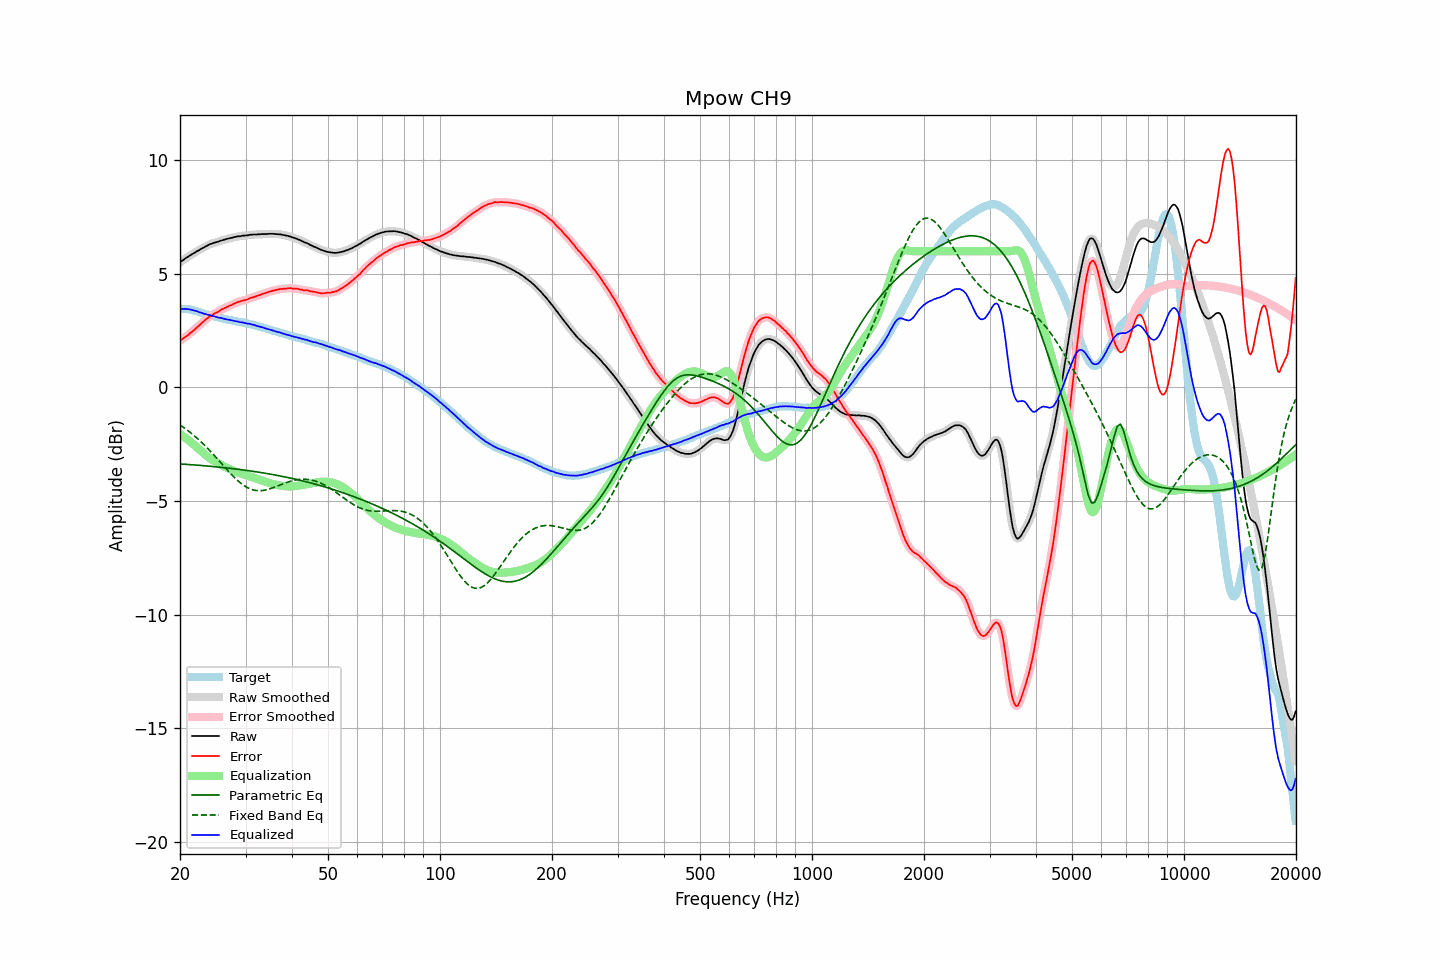 Mpow CH9
Amplitude (dBr)
10
5
0
−5
−10
−15
−20
Target
Raw Smoothed
Error Smoothed
Raw
Error
Equalization
Parametric Eq
Fixed Band Eq
Equalized
20 50 100 200 500 1000 2000 5000 10000 20000
Frequency (Hz)